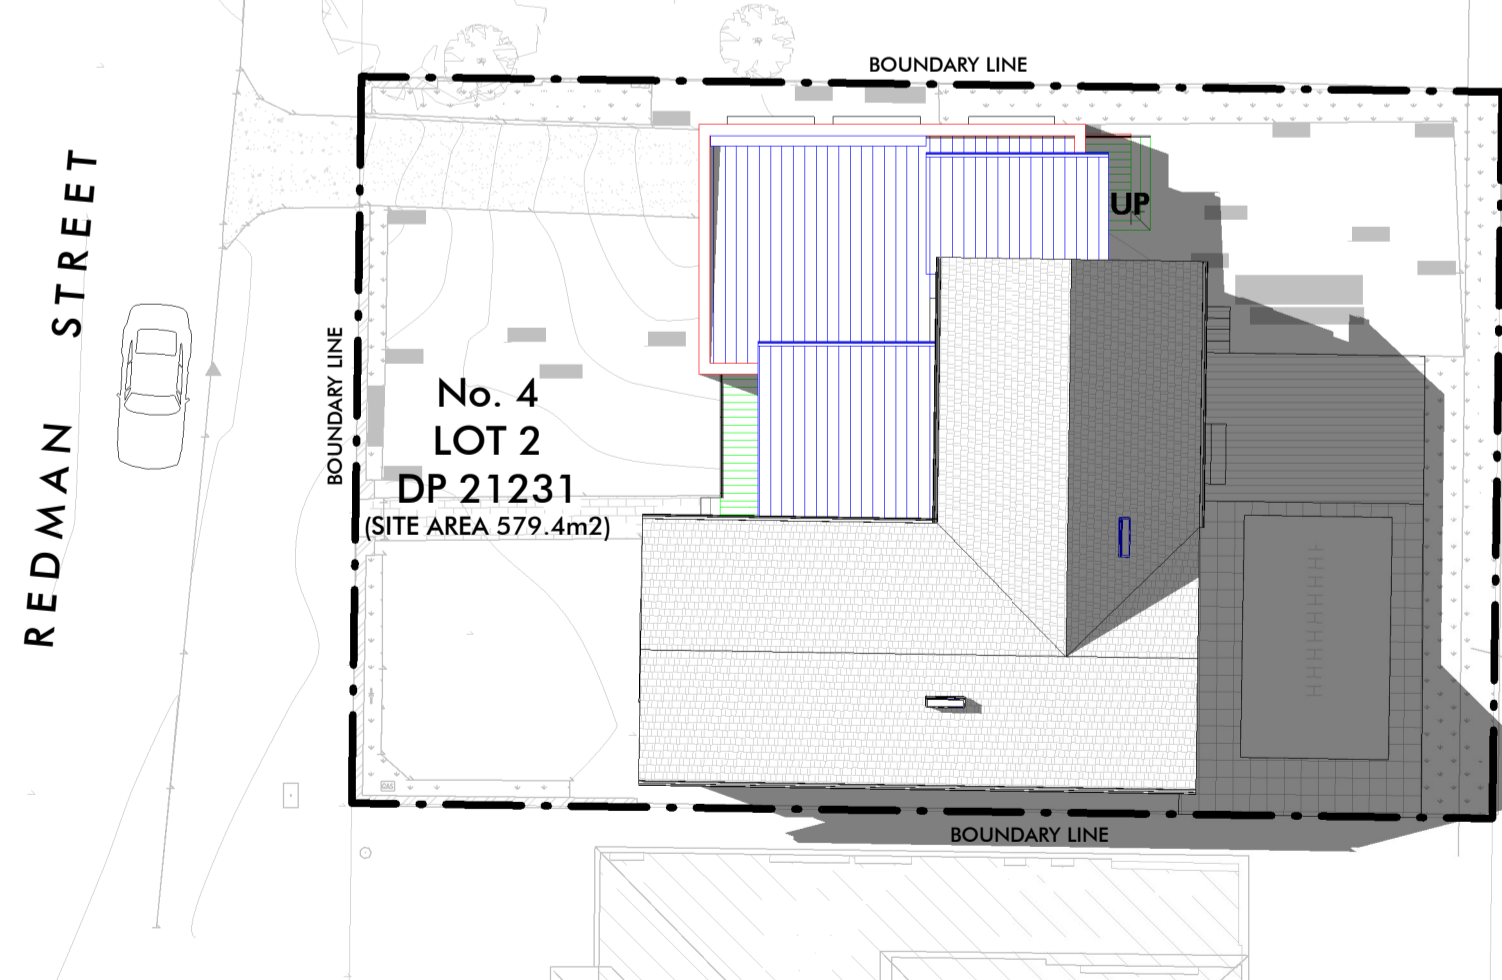 BOUNDARY LINE
REDMAN STREET
BOUNDARY LINE
UP
No. 4
LOT 2
DP 21231
(SITE AREA 579.4m2)
GAS
BOUNDARY LINE